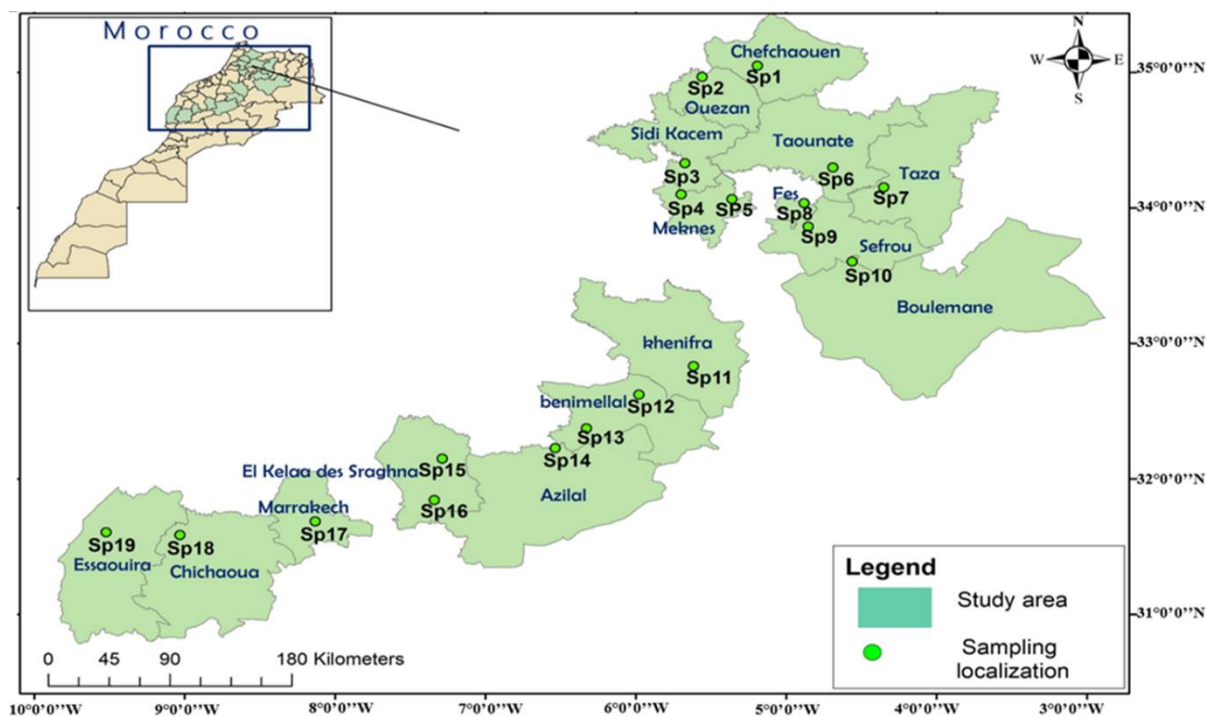 Morocco
N
W E
S
Chefchaouen
Sp1
Sp2
Ouezan
Sidi Kacem
Taounate
Sp3
Sp6
Taza
Sp4
SP5
Fes
Sp7
Sp8
Meknes
Sp9
Sefrou
Sp10
Boulemane
khenifra
Sp11
benimellal
Sp12
Sp13
Sp14
El Kelaa des Sraghna
Sp15
Azilal
Marrakech
Sp16
Sp17
Sp19
Sp18
Essaouira
Chichaoua
35°0'0''N
34°0'0''N
33°0'0''N
32°0'0''N
31°0'0''N
Legend
Study area
Sampling
localization
0 45 90 180 Kilometers
10°0'0''W 9°0'0''W 8°0'0''W 7°0'0''W 6°0'0''W 5°0'0''W 4°0'0''W 3°0'0''W